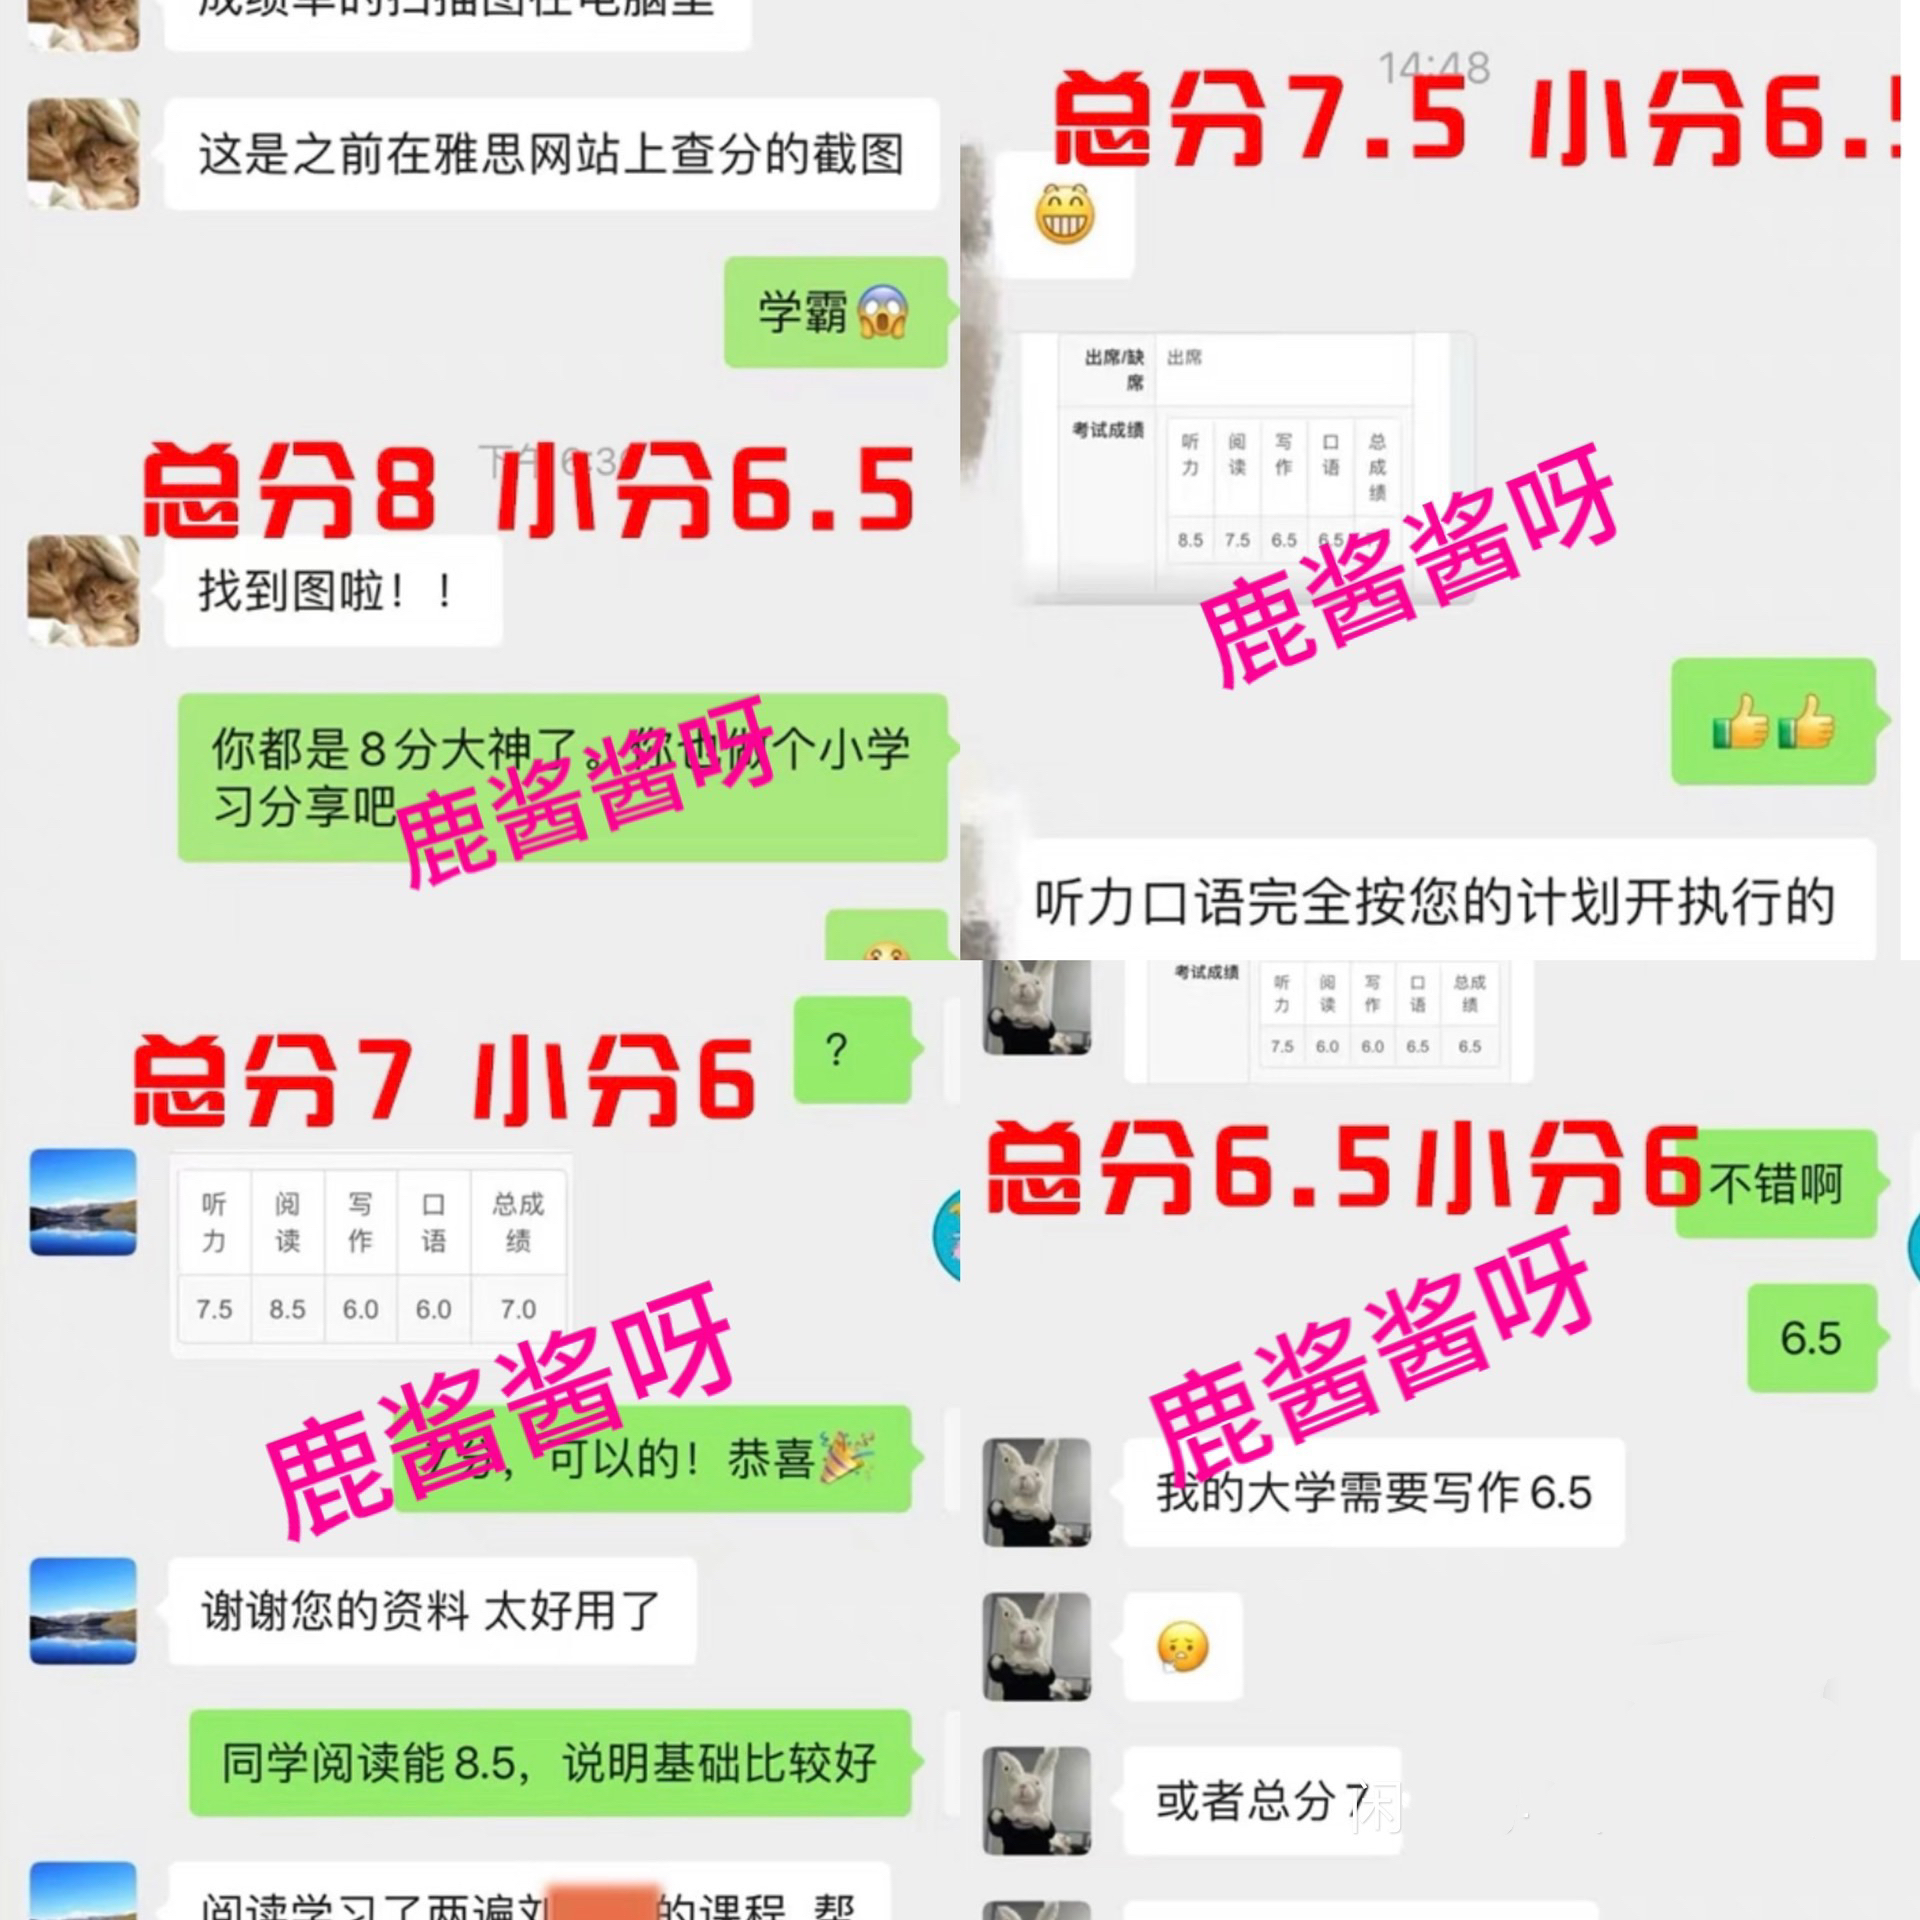 成绩单的扫描图在电脑里
这是之前在雅思网站上查分的截图
学霸
下午6:3
总分8 小分6.5
找到图啦！！
你都是8分大神了。你也做个小学
习分享吧
鹿酱酱呀
14:48
总分7.5 小分6.5
出席/缺
席
出席
考试成绩
听力 阅读 写作 口语 总成绩
8.5 7.5 6.5 6.5
鹿酱酱呀
听力口语完全按您的计划开执行的
?
总分7 小分6
听力 阅读 写作 口语 总成绩
7.5 8.5 6.0 6.0 7.0
鹿酱酱呀
7分，可以的！恭喜
谢谢您的资料 太好用了
同学阅读能8.5，说明基础比较好
阅读学习了两遍刘
的课程 帮
考试成绩
听力 阅读 写作 口语 总成绩
7.5 6.0 6.0 6.5 6.5
总分6.5小分6
不错啊
6.5
鹿酱酱呀
我的大学需要写作6.5
或者总分7
闲